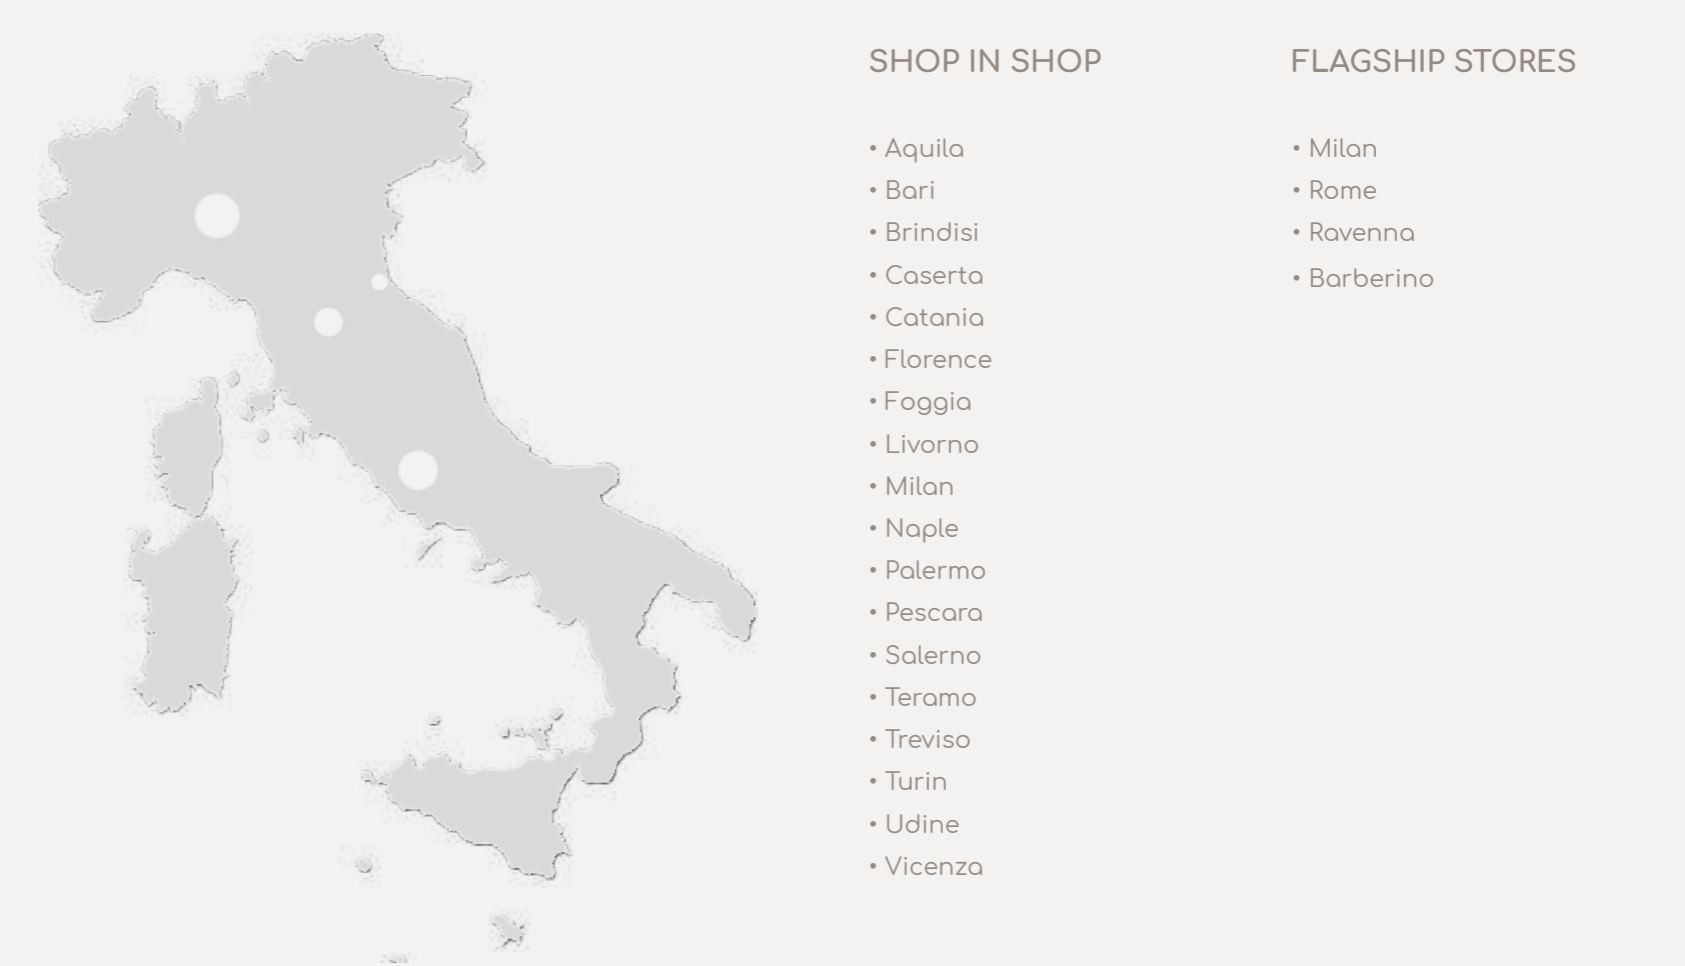 SHOP IN SHOP
• Aquila
• Bari
• Brindisi
• Caserta
• Catania
• Florence
• Foggia
• Livorno
• Milan
• Naple
• Palermo
• Pescara
• Salerno
• Teramo
• Treviso
• Turin
• Udine
• Vicenza
FLAGSHIP STORES
• Milan
• Rome
• Ravenna
• Barberino